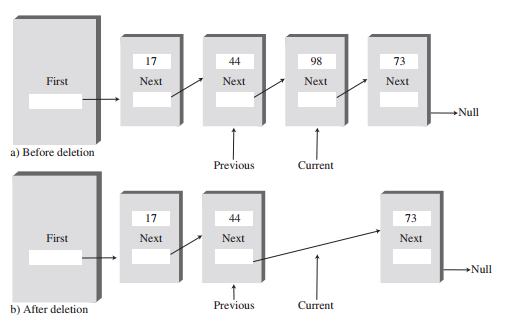 17 44 98 73
First Next Next Next Next
Null
a) Before deletion
Previous Current
17 44 73
First Next Next Next
Null
b) After deletion Previous Current